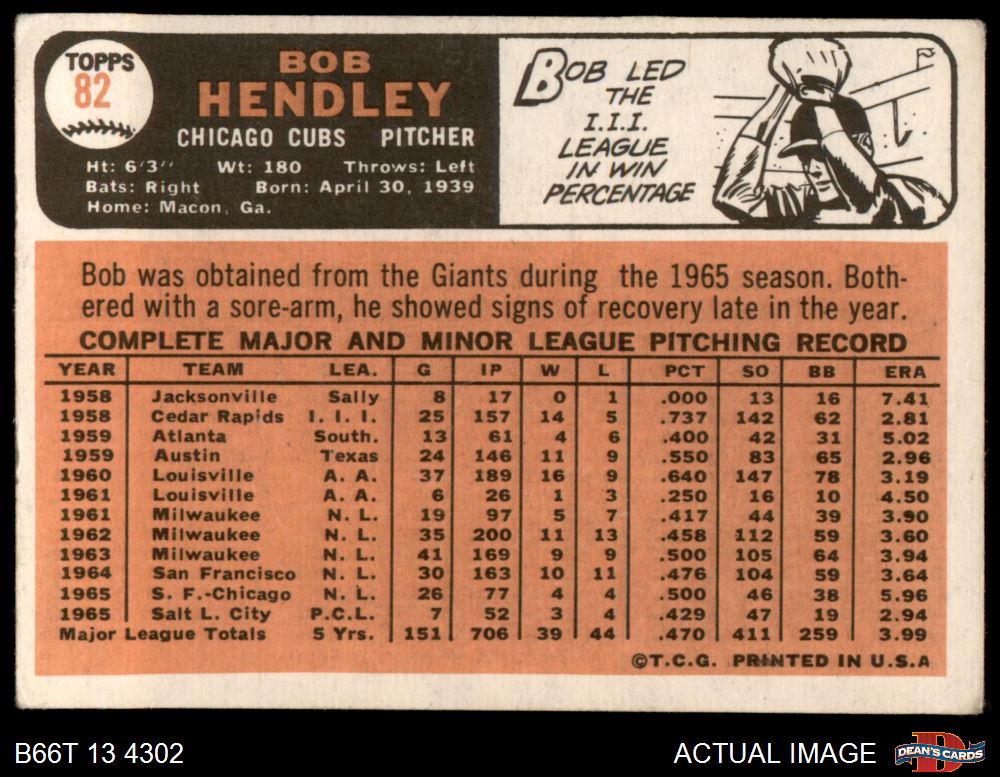 TOPPS
82
BOB
HENDLEY
CHICAGO CUBS PITCHER
Ht: 6'3'' Wt: 180 Throws: Left
Bats: Right Born: April 30, 1939
Home: Macon, Ga.
BOB LED
THE
I.I.I.
LEAGUE
IN WIN
PERCENTAGE
Bob was obtained from the Giants during the 1965 season. Both-
ered with a sore-arm, he showed signs of recovery late in the year.
COMPLETE MAJOR AND MINOR LEAGUE PITCHING RECORD
YEAR TEAM LEA. G IP W L PCT SO BB ERA
1958 Jacksonville Sally 8 17 0 1 .000 13 16 7.41
1958 Cedar Rapids I. I. I. 25 157 14 5 .737 142 62 2.81
1959 Atlanta South. 13 61 4 6 .400 42 31 5.02
1959 Austin Texas 24 146 11 9 .550 83 65 2.96
1960 Louisville A. A. 37 189 16 9 .640 147 78 3.19
1961 Louisville A. A. 6 26 1 3 .250 16 10 4.50
1961 Milwaukee N. L. 19 97 5 7 .417 44 39 3.90
1962 Milwaukee N. L. 35 200 11 13 .458 112 59 3.60
1963 Milwaukee N. L. 41 169 9 9 .500 105 64 3.94
1964 San Francisco N. L. 30 163 10 11 .476 104 59 3.64
1965 S. F.-Chicago N. L. 26 77 4 4 .500 46 38 5.96
1965 Salt L. City P.C.L. 7 52 3 4 .429 47 19 2.94
Major League Totals 5 Yrs. 151 706 39 44 .470 411 259 3.99
©T.C.G. PRINTED IN U.S.A
B66T 13 4302
ACTUAL IMAGE
D
DEAN'S CARDS